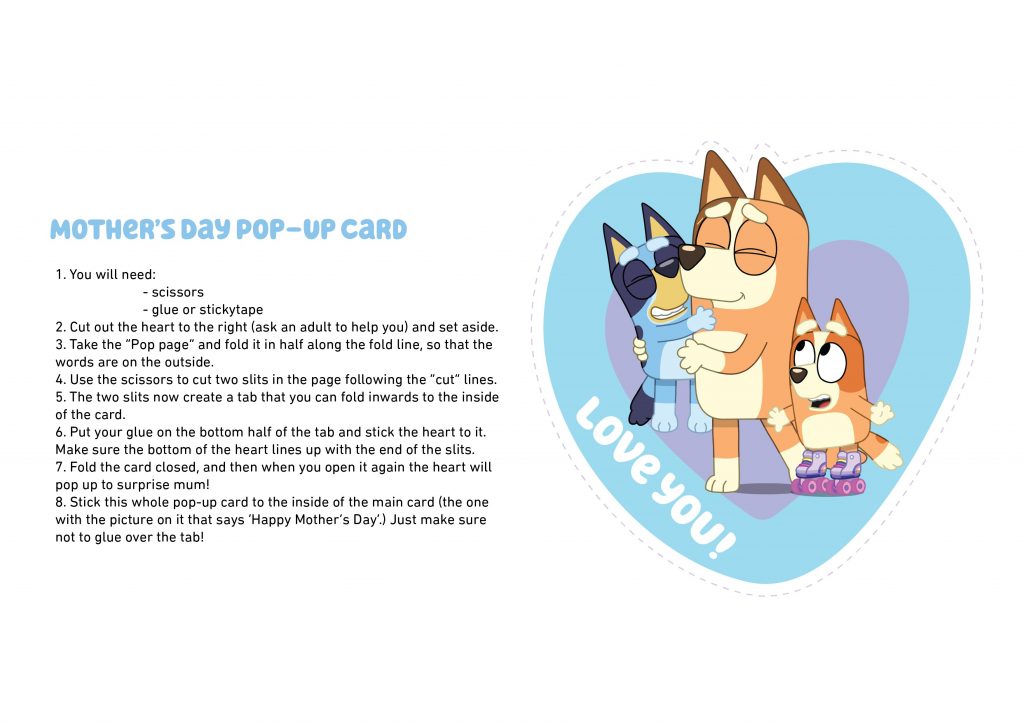 MOTHER'S DAY POP-UP CARD
1. You will need:
- scissors
- glue or stickytape
2. Cut out the heart to the right (ask an adult to help you) and set aside.
3. Take the “Pop page” and fold it in half along the fold line, so that the
words are on the outside.
4. Use the scissors to cut two slits in the page following the “cut” lines.
5. The two slits now create a tab that you can fold inwards to the inside
of the card.
6. Put your glue on the bottom half of the tab and stick the heart to it.
Make sure the bottom of the heart lines up with the end of the slits.
7. Fold the card closed, and then when you open it again the heart will
pop up to surprise mum!
8. Stick this whole pop-up card to the inside of the main card (the one
with the picture on it that says ‘Happy Mother’s Day’.) Just make sure
not to glue over the tab!
LOVE YOU!